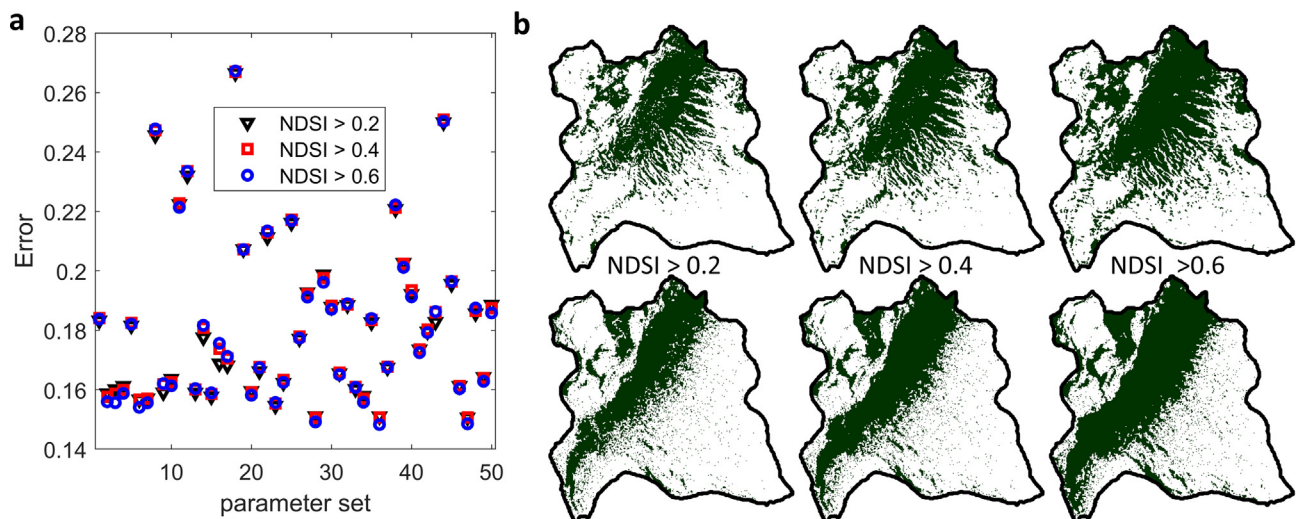 a
0.28
0.26
0.24
0.22
0.2
0.18
0.16
0.14
Error
10
20
30
40
50
parameter set
NDSI > 0.2
NDSI > 0.4
NDSI > 0.6
b
NDSI > 0.2
NDSI > 0.4
NDSI >0.6